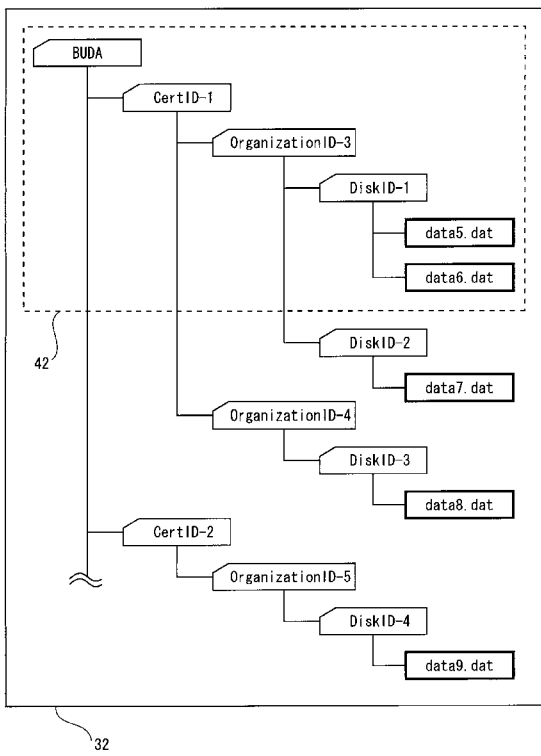 BUDA
CertID-1
OrganizationID-3
DiskID-1
data5.dat
data6.dat
42
DiskID-2
data7.dat
OrganizationID-4
DiskID-3
data8.dat
CertID-2
OrganizationID-5
DiskID-4
data9.dat
32